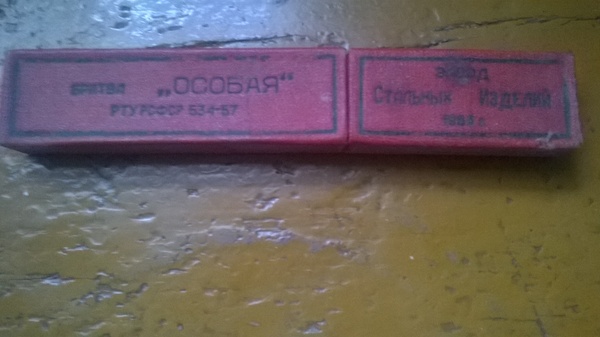 БРИТВА „ОСОБАЯ“
РТУ РСФСР 534-57
ЗАВОД
Стальных Изделий